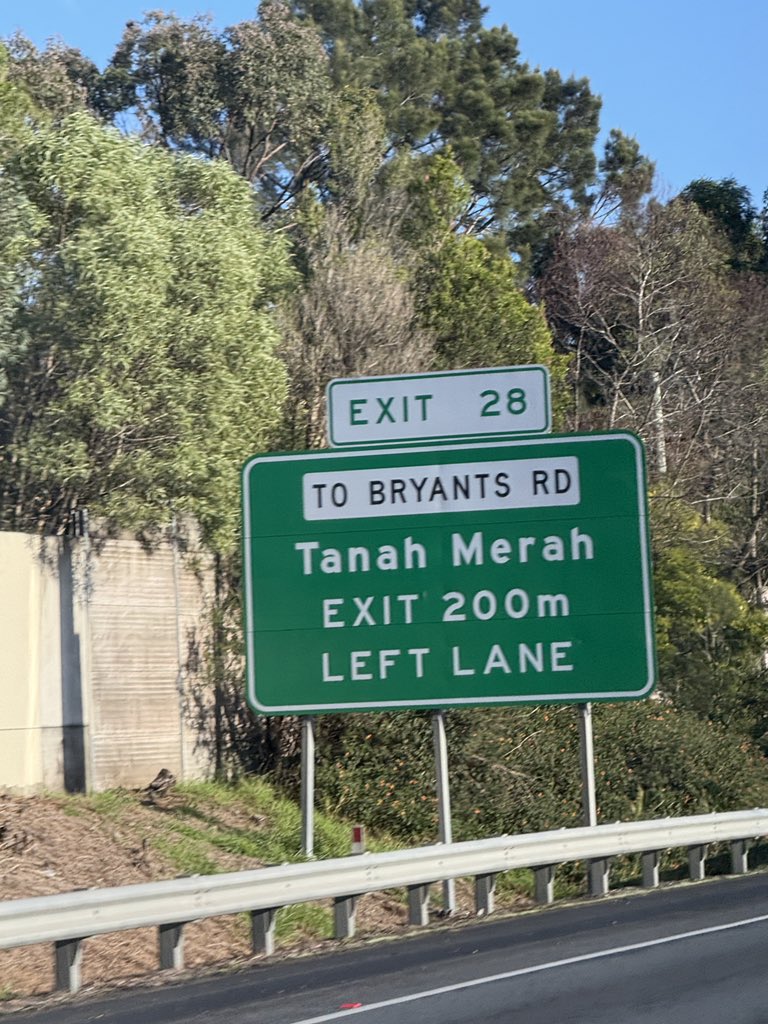 EXIT 28
TO BRYANTS RD
Tanah Merah
EXIT 200m
LEFT LANE